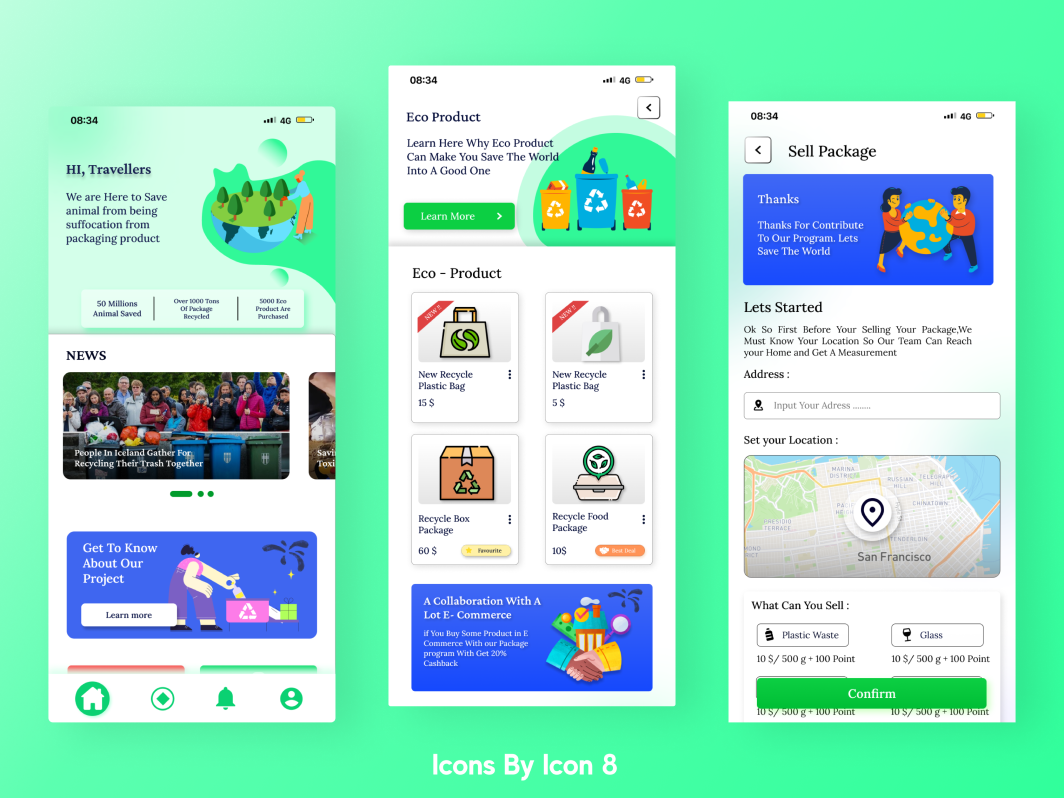 08:34
4G
HI, Travellers
We are Here to Save
animal from being
suffocation from
packaging product
50 Millions
Animal Saved
Over 1000 Tons
Of Package
Recycled
5000 Eco
Product Are
Purchased
NEWS
People In Iceland Gather For
Recycling Their Trash Together
Savi
Toxi
Get To Know
About Our
Project
Learn more
08:34
4G
Eco Product
Learn Here Why Eco Product
Can Make You Save The World
Into A Good One
Learn More
Eco - Product
NEW !!
New Recycle
Plastic Bag
15 $
NEW !!
New Recycle
Plastic Bag
5 $
Recycle Box
Package
60 $
Favourite
Recycle Food
Package
10$
Best Deal
A Collaboration With A
Lot E- Commerce
if You Buy Some Product in E
Commerce With our Package
program With Get 20%
Cashback
08:34
4G
Sell Package
Thanks
Thanks For Contribute
To Our Program. Lets
Save The World
Lets Started
Ok So First Before Your Selling Your Package,We
Must Know Your Location So Our Team Can Reach
your Home and Get A Measurement
Address :
Input Your Adress ........
Set your Location :
MARINA
DISTRICT
RUSSIAN
HILL
TELEGRAPH
HILL
CHINATOWN
PRESIDIO
TERRACE
San Francisco
What Can You Sell :
Plastic Waste
Glass
10 $/ 500 g + 100 Point
10 $/ 500 g + 100 Point
Confirm
10 $/ 500 g + 100 Point
10 $/ 500 g + 100 Point
Icons By Icon 8